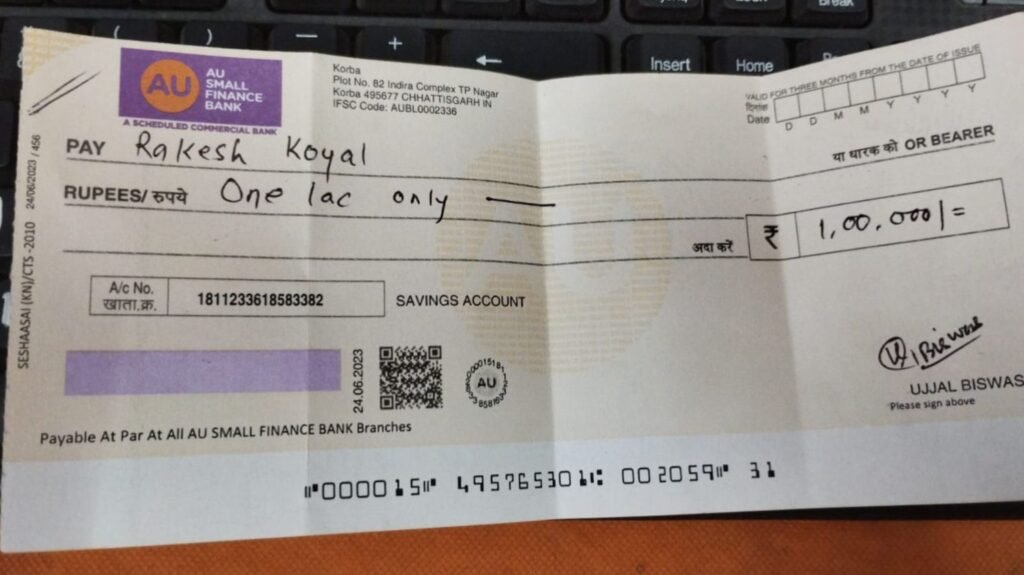 AU
AU
SMALL
FINANCE
BANK
A SCHEDULED COMMERCIAL BANK
Korba
Plot No. 82 Indira Complex TP Nagar
Korba 495677 CHHATTISGARH IN
IFSC Code: AUBL0002336
VALID FOR THREE MONTHS FROM THE DATE OF ISSUE
दिनांक
Date
D D M M Y Y Y Y
PAY Rakesh Koyal
या धारक को OR BEARER
RUPEES/ रुपये One lac only
अदा करें ₹ 1,00,000/=
A/c No.
खाता.क्र.
1811233618583382
SAVINGS ACCOUNT
24.06.2023
AU
UJJAL BISWAS
Please sign above
Payable At Par At All AU SMALL FINANCE BANK Branches
⑈000015⑈ 495765301⑆ 002059⑈ 31
SESHAASAI (KN)/CTS-2010 24/06/2023 / 456
Insert
Home
Break